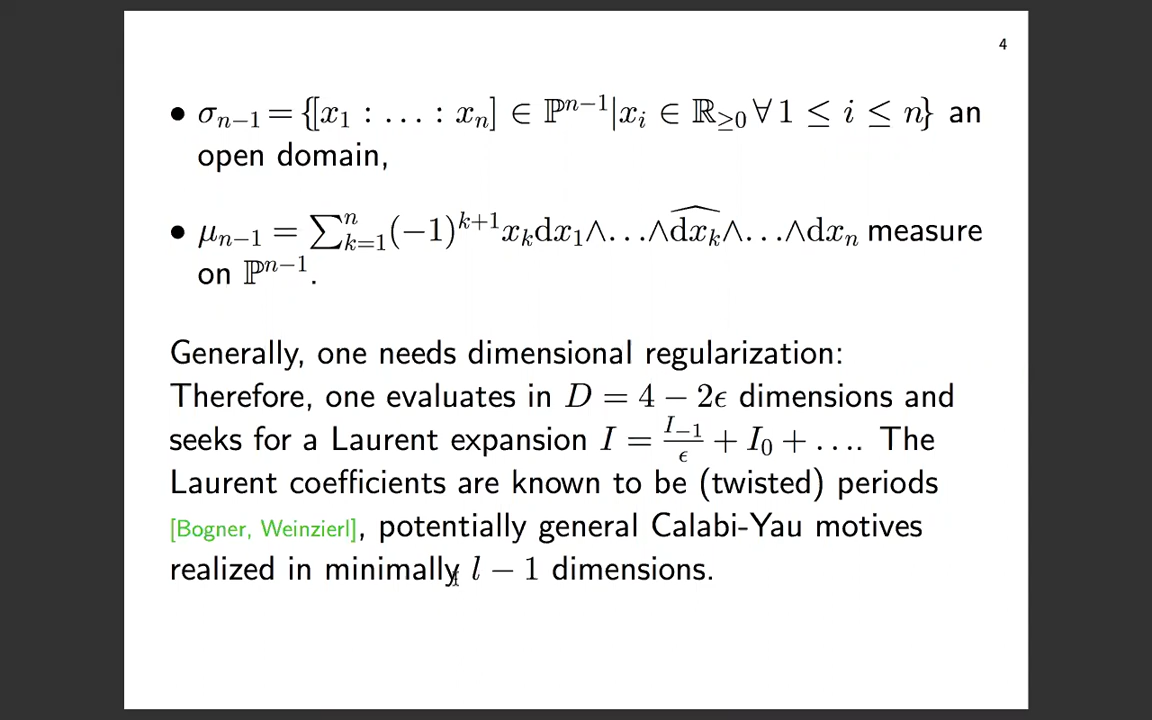 4
• σ_{n−1} = {[x_1 : … : x_n] ∈ ℙ^{n−1}|x_i ∈ ℝ_{≥0} ∀ 1 ≤ i ≤ n} an
open domain,
• μ_{n−1} = ∑_{k=1}^{n}(−1)^{k+1}x_k dx_1∧…∧\widehat{dx_k}∧…∧dx_n measure
on ℙ^{n−1}.
Generally, one needs dimensional regularization:
Therefore, one evaluates in D = 4 − 2ϵ dimensions and
seeks for a Laurent expansion I = \frac{I_{−1}}{ϵ} + I_0 + …. The
Laurent coefficients are known to be (twisted) periods
[Bogner, Weinzierl], potentially general Calabi-Yau motives
realized in minimally l − 1 dimensions.